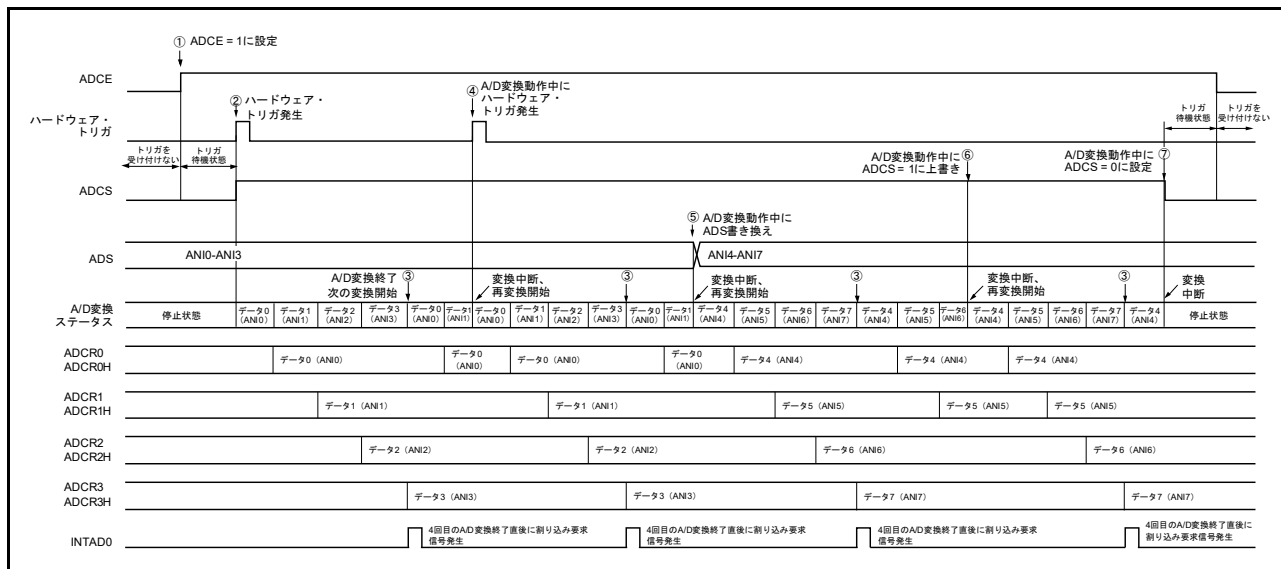 ① ADCE = 1に設定
ADCE
② ハードウェア・
トリガ発生
④ A/D変換動作中に
ハードウェア・
トリガ発生
ハードウェア・
トリガ
トリガを
受け付けない
トリガ
待機状態
トリガ
待機状態
トリガを
受け付けない
A/D変換動作中に ⑥
ADCS = 1に上書き
A/D変換動作中に ⑦
ADCS = 0に設定
ADCS
⑤ A/D変換動作中に
ADS書き換え
ADS
ANI0-ANI3
ANI4-ANI7
A/D変換終了 ③
次の変換開始
変換中断、
再変換開始
③
変換中断、
再変換開始
③
変換中断、
再変換開始
③
変換
中断
A/D変換
ステータス
停止状態
データ0
(ANI0)
データ1
(ANI1)
データ2
(ANI2)
データ3
(ANI3)
データ0
(ANI0)
データ1
(ANI1)
データ0
(ANI0)
データ1
(ANI1)
データ2
(ANI2)
データ3
(ANI3)
データ0
(ANI0)
データ1
(ANI1)
データ4
(ANI4)
データ5
(ANI5)
データ6
(ANI6)
データ7
(ANI7)
データ4
(ANI4)
データ5
(ANI5)
データ6
(ANI6)
データ4
(ANI4)
データ5
(ANI5)
データ6
(ANI6)
データ7
(ANI7)
データ4
(ANI4)
停止状態
ADCR0
ADCR0H
データ0 (ANI0)
データ0
(ANI0)
データ0 (ANI0)
データ0
(ANI0)
データ4 (ANI4)
データ4 (ANI4)
データ4 (ANI4)
ADCR1
ADCR1H
データ1 (ANI1)
データ1 (ANI1)
データ5 (ANI5)
データ5 (ANI5)
データ5 (ANI5)
ADCR2
ADCR2H
データ2 (ANI2)
データ2 (ANI2)
データ6 (ANI6)
データ6 (ANI6)
ADCR3
ADCR3H
データ3 (ANI3)
データ3 (ANI3)
データ7 (ANI7)
データ7 (ANI7)
INTAD0
4回目のA/D変換終了直後に割り込み要求
信号発生
4回目のA/D変換終了直後に割り込み要求
信号発生
4回目のA/D変換終了直後に割り込み要求
信号発生
4回目のA/D変換終了直後に
割り込み要求信号発生